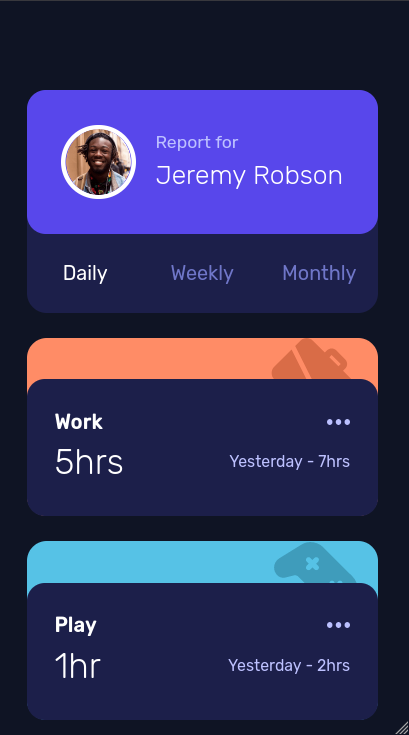 Report for
Jeremy Robson
Daily Weekly Monthly
Work
5hrs Yesterday - 7hrs
Play
1hr Yesterday - 2hrs